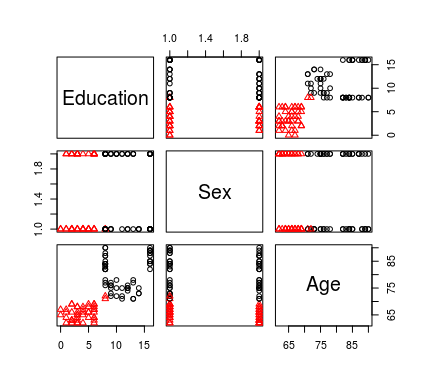 1.0 1.4 1.8
Education
0 5 10 15
1.0 1.4 1.8
Sex
Age
65 75 85
0 5 10 15
65 75 85